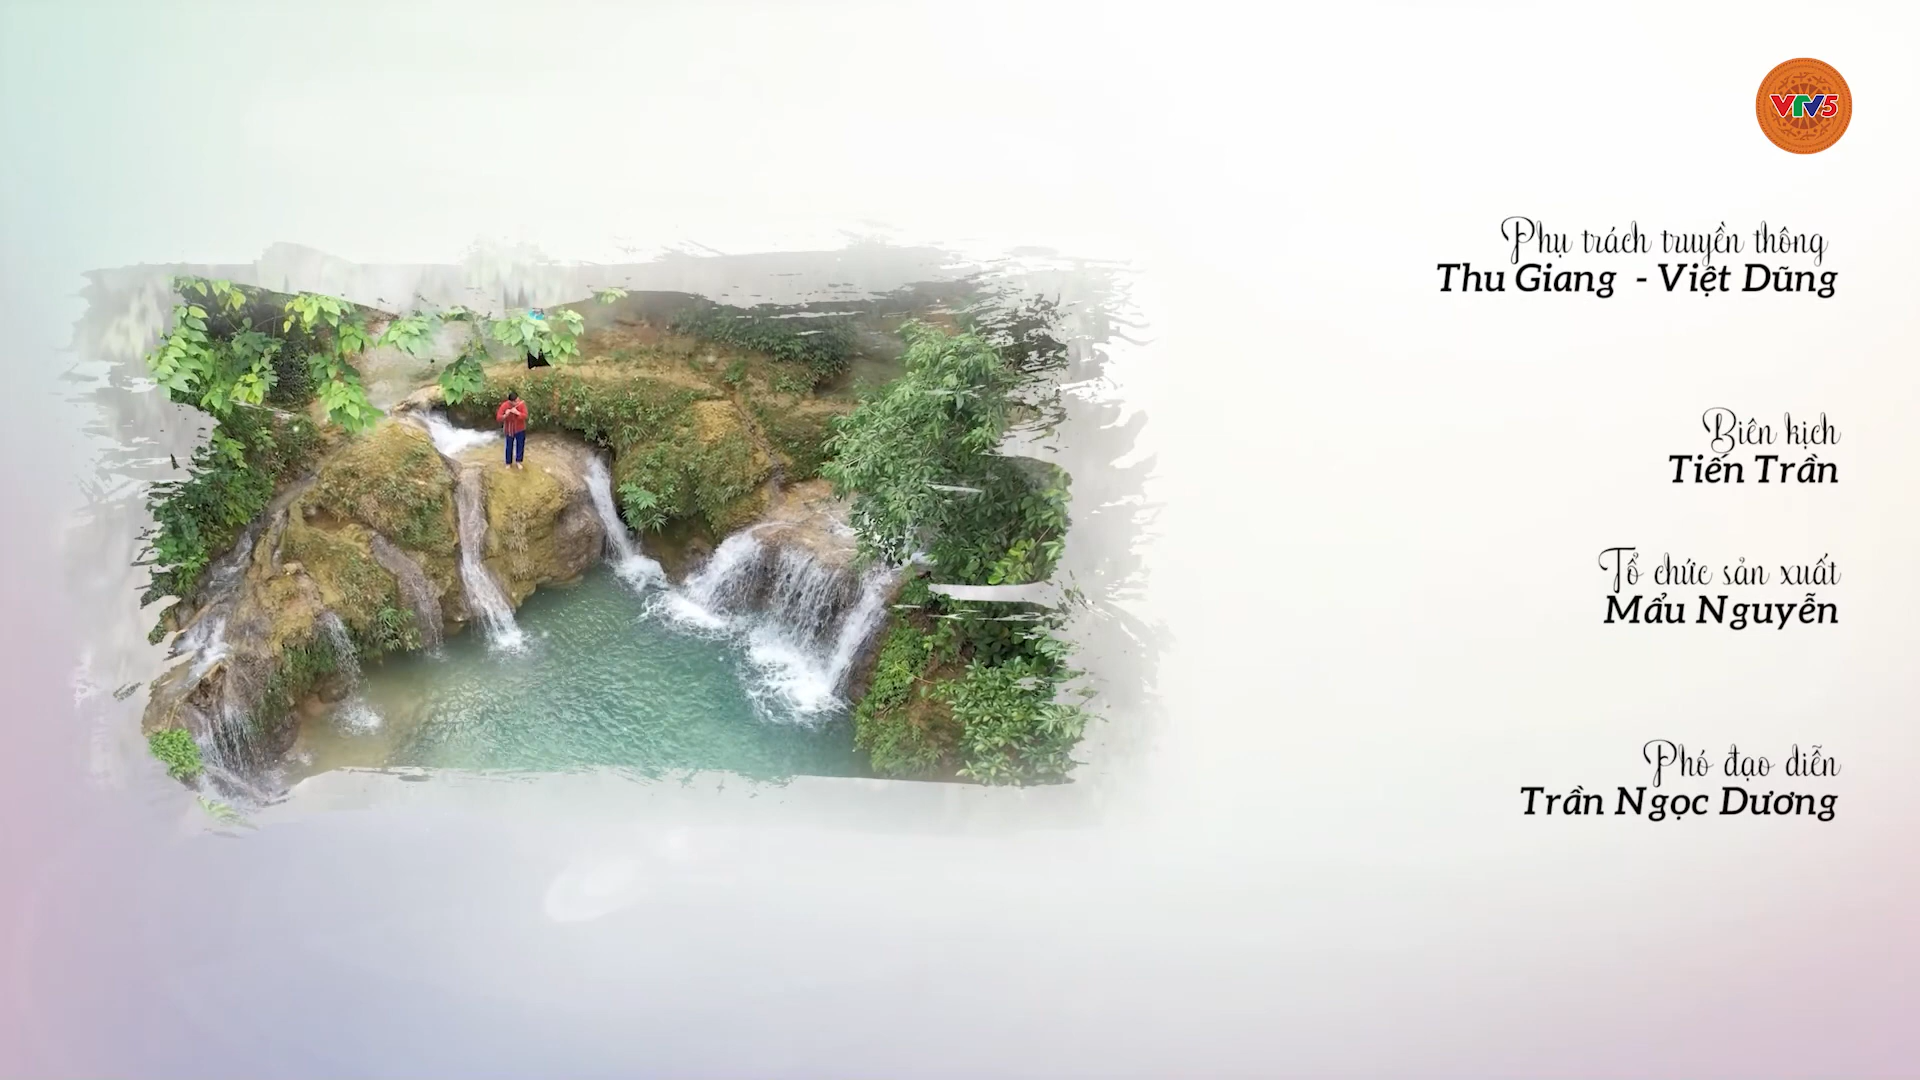 VTV5
Phụ trách truyền thông
Thu Giang - Việt Dũng
Biên kịch
Tiến Trần
Tổ chức sản xuất
Mẩu Nguyễn
Phó đạo diễn
Trần Ngọc Dương